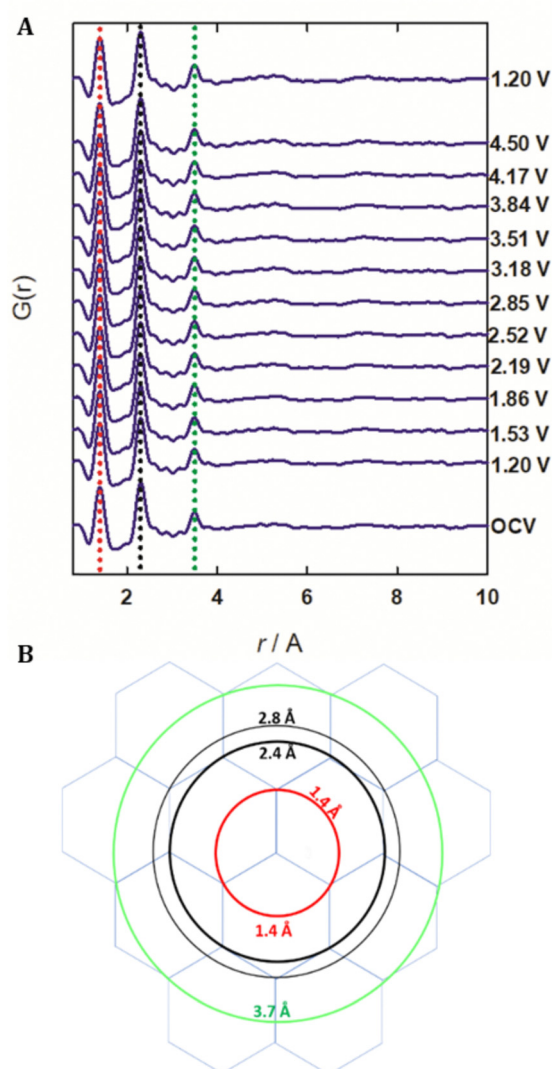 A
1.20 V
4.50 V
4.17 V
3.84 V
3.51 V
3.18 V
2.85 V
2.52 V
2.19 V
1.86 V
1.53 V
1.20 V
OCV
G(r)
2 4 6 8 10
r / A
B
2.8 Å
2.4 Å
1.4 Å
1.4 Å
3.7 Å